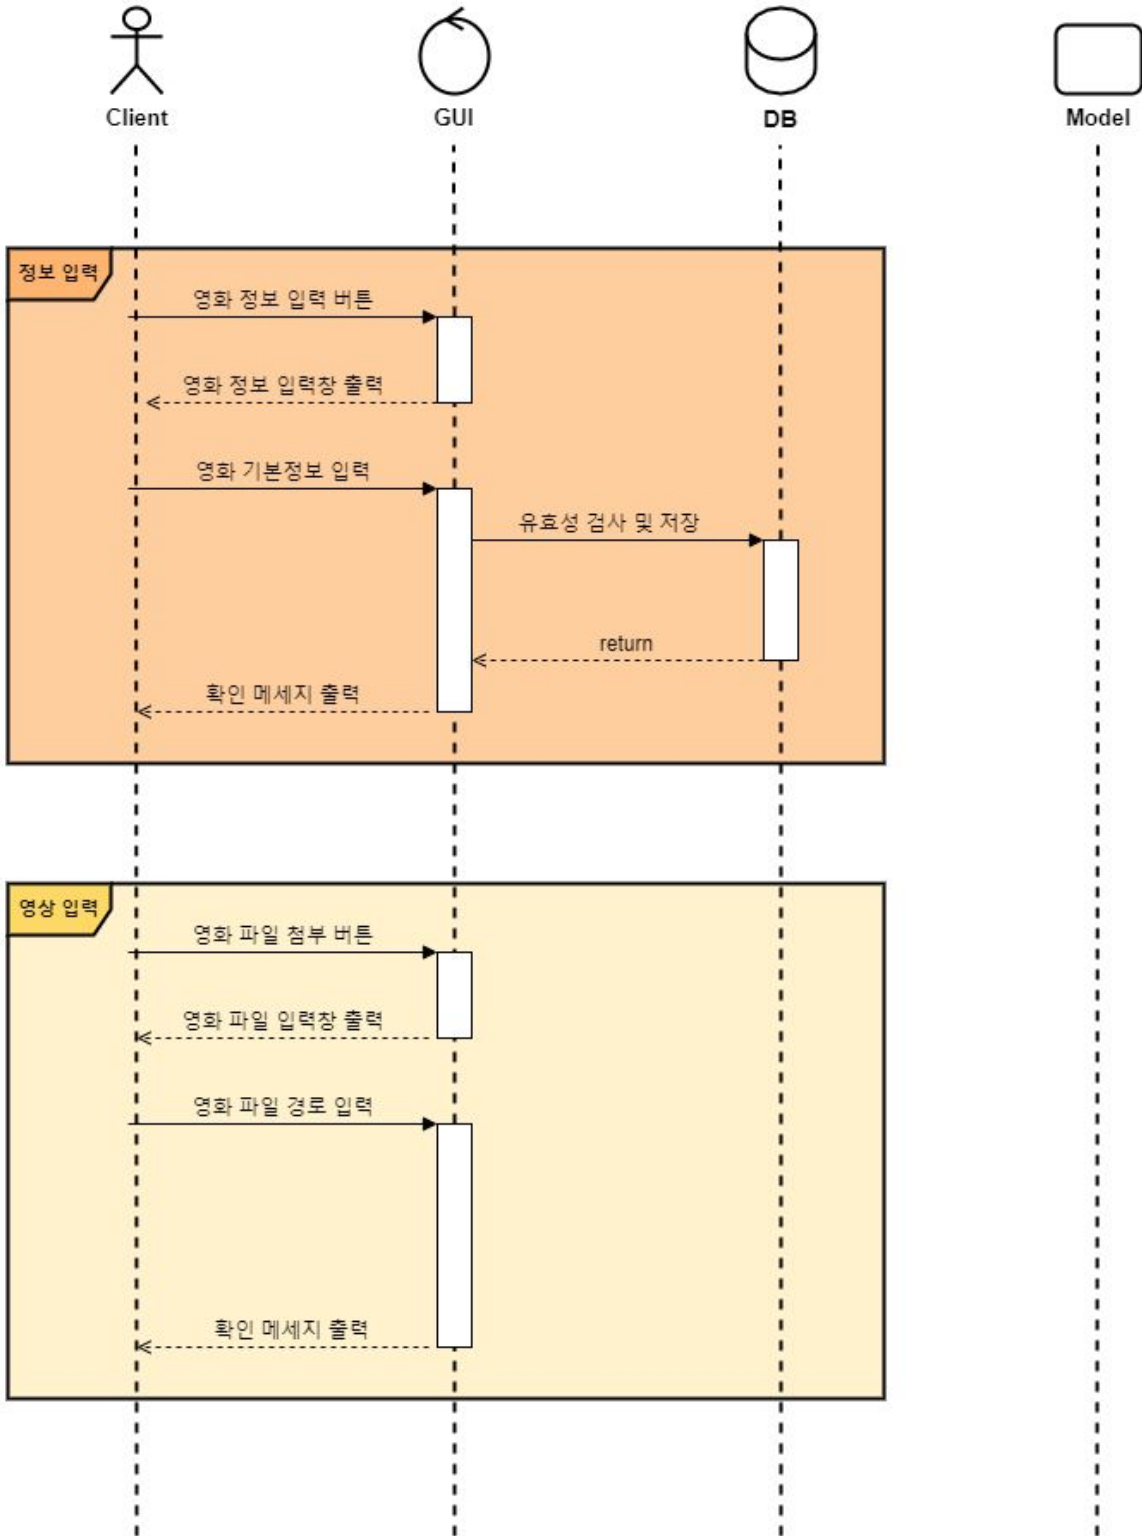 Client
GUI
DB
Model
정보 입력
영화 정보 입력 버튼
영화 정보 입력창 출력
영화 기본정보 입력
유효성 검사 및 저장
return
확인 메세지 출력
영상 입력
영화 파일 첨부 버튼
영화 파일 입력창 출력
영화 파일 경로 입력
확인 메세지 출력